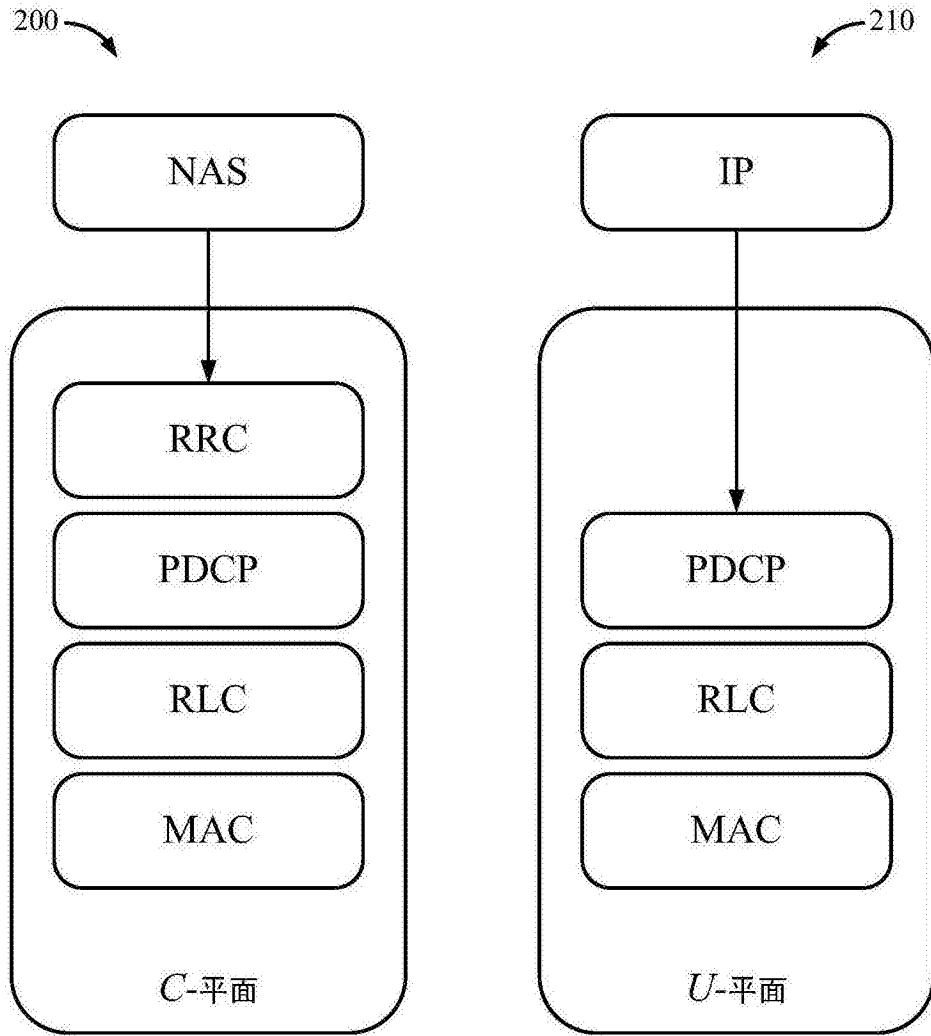 200
210
NAS
IP
RRC
PDCP
PDCP
RLC
RLC
MAC
MAC
C-平面
U-平面